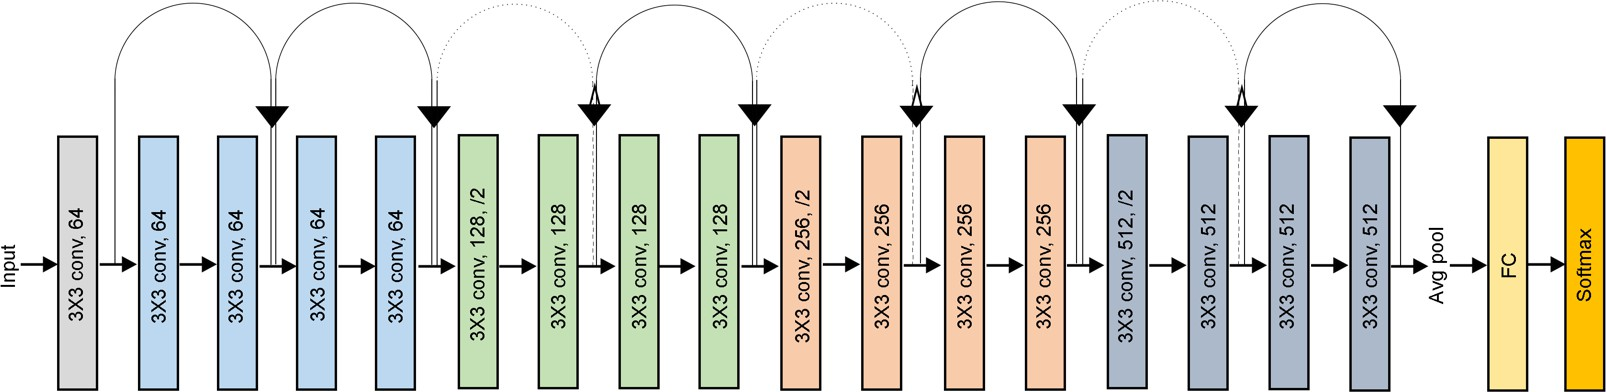 Input
3X3 conv, 64
3X3 conv, 64
3X3 conv, 64
3X3 conv, 64
3X3 conv, 64
3X3 conv, 128, /2
3X3 conv, 128
3X3 conv, 128
3X3 conv, 128
3X3 conv, 256, /2
3X3 conv, 256
3X3 conv, 256
3X3 conv, 256
3X3 conv, 512, /2
3X3 conv, 512
3X3 conv, 512
3X3 conv, 512
Avg pool
FC
Softmax